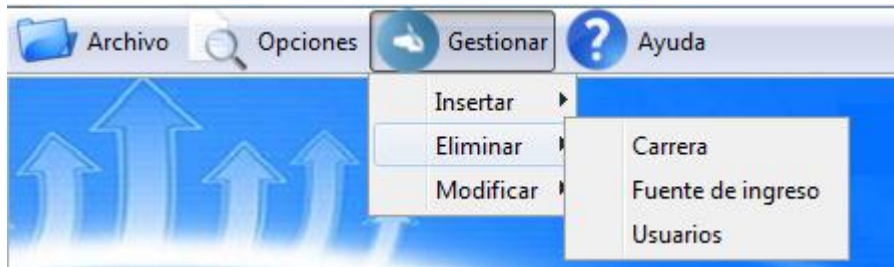 Archivo Opciones Gestionar Ayuda
Insertar
Eliminar Carrera
Modificar Fuente de ingreso
Usuarios